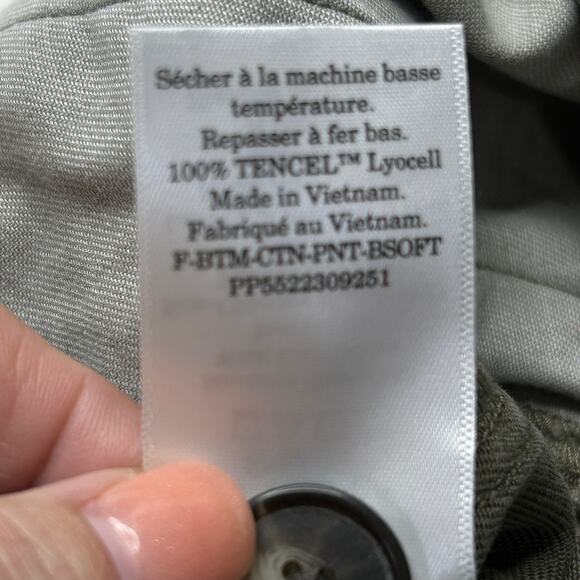 Sécher à la machine basse
température.
Repasser à fer bas.
100% TENCEL™ Lyocell
Made in Vietnam.
Fabriqué au Vietnam.
F-BTM-CTN-PNT-BSOFT
PP5522309251